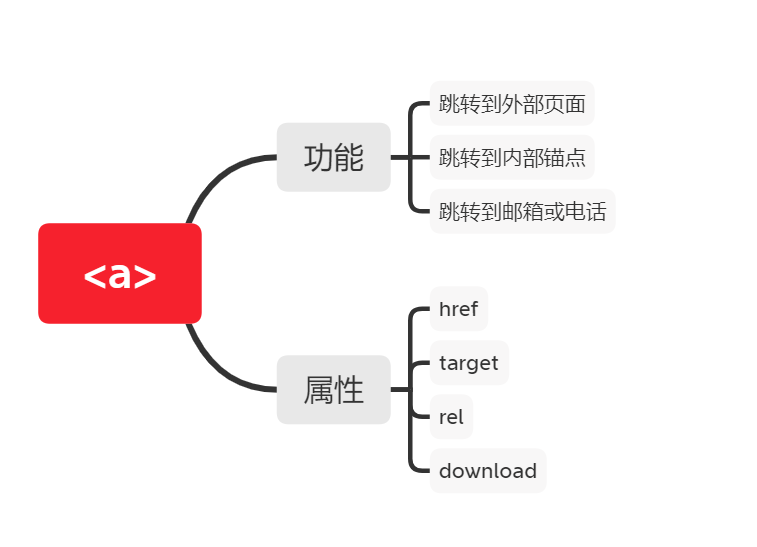 <a>
功能
跳转到外部页面
跳转到内部锚点
跳转到邮箱或电话
属性
href
target
rel
download